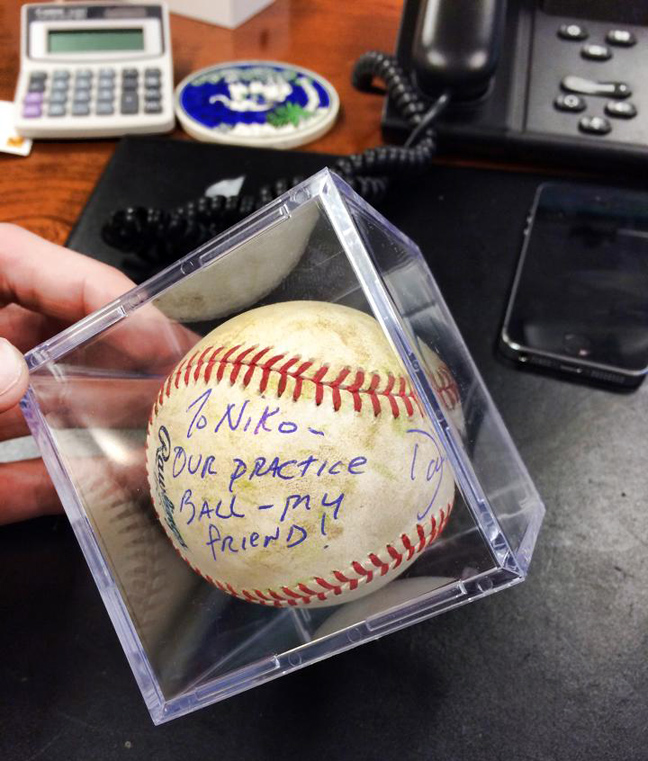 To Niko-
Our practice
Ball - my
friend!